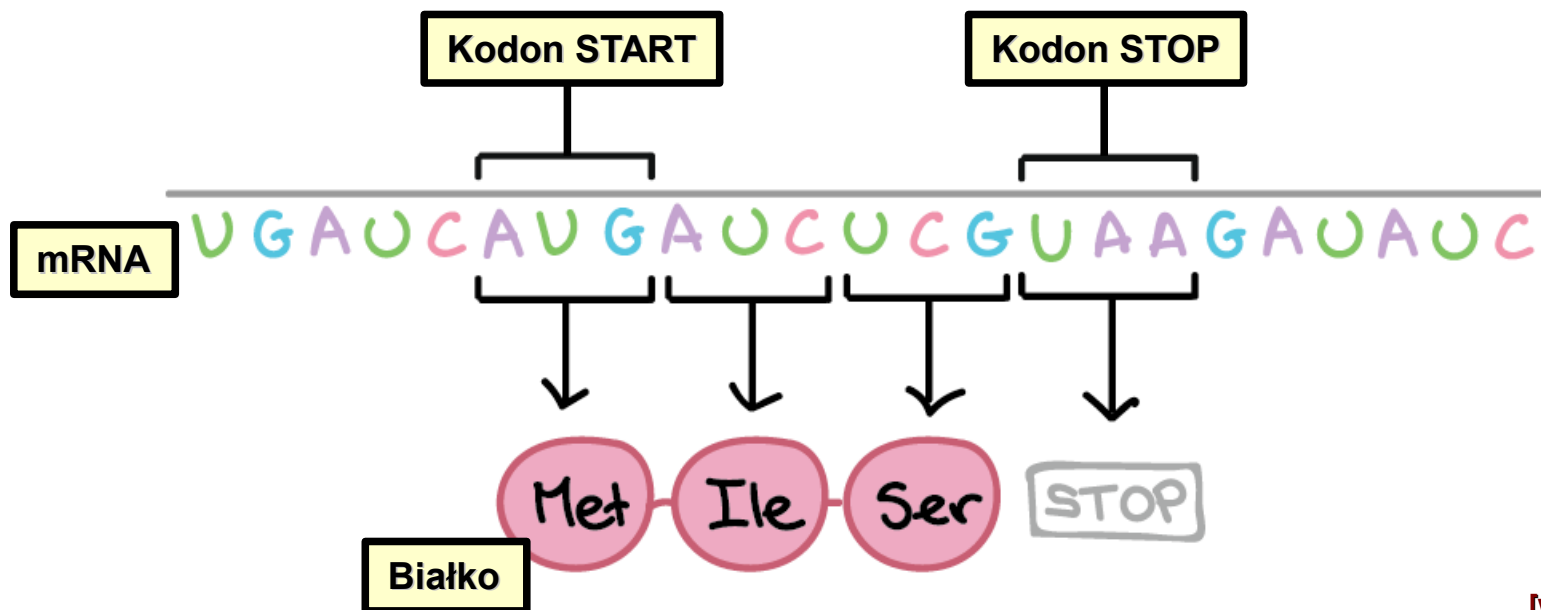 Kodon START
Kodon STOP
mRNA
UGAUCAUGAUCUCGUAAGAUAUC
Met Ile Ser STOP
Białko